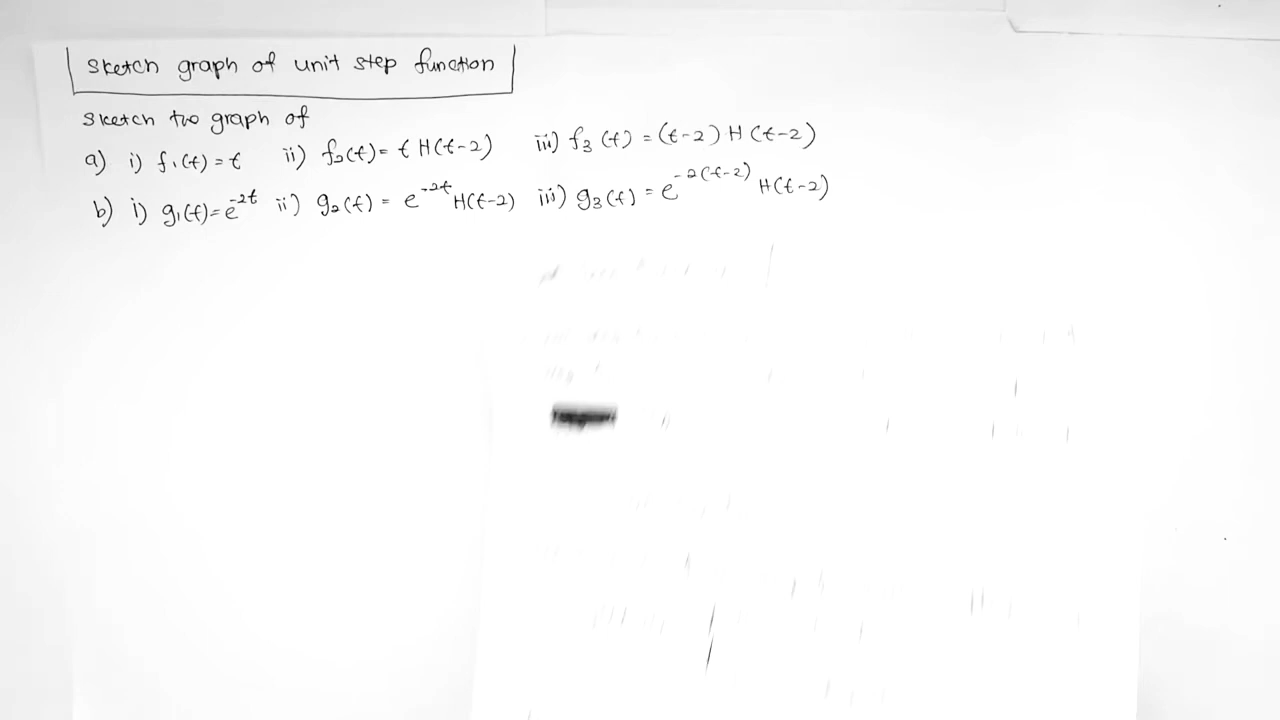 Sketch graph of unit step function
Sketch two graph of
a) i) f₁(t)=t ii) f₂(t)= t H(t-2) iii) f₃(t) =(t-2) H(t-2)
b) i) g₁(t)=e^-2t ii) g₂(t) = e^-2t H(t-2) iii) g₃(t) = e^-2(t-2) H(t-2)